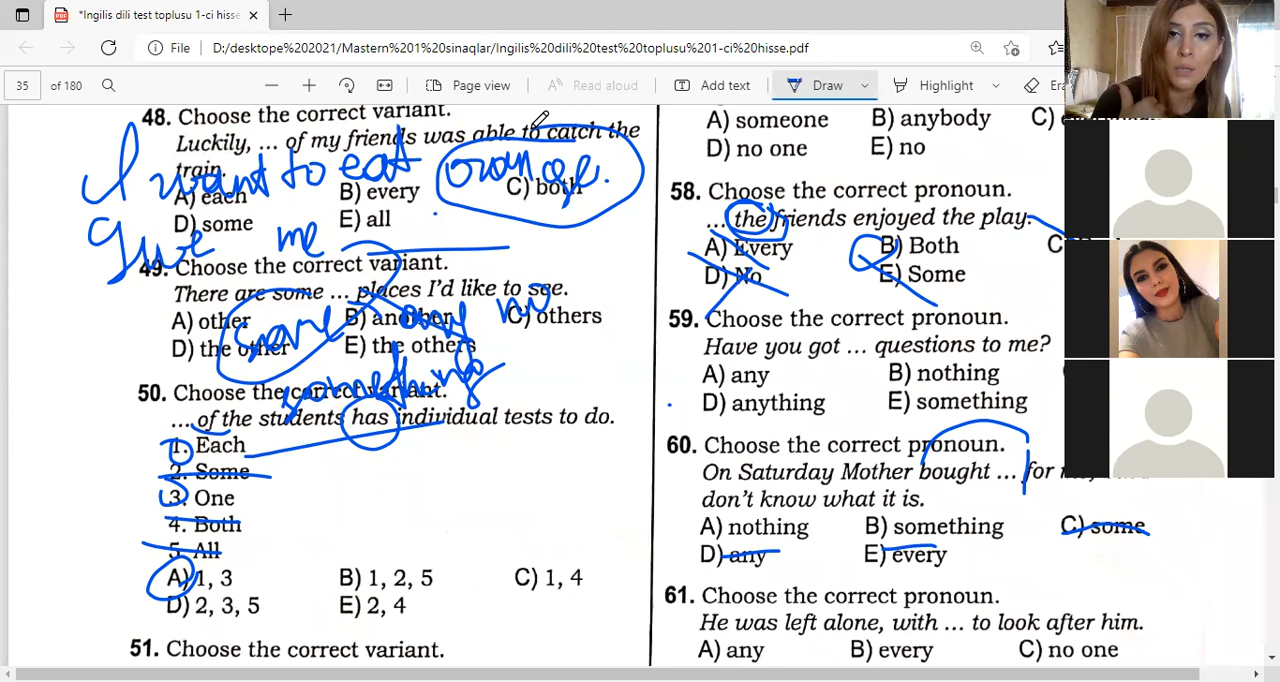 *Ingilis dili test toplusu 1-ci hisse
File
D:/desktope%202021/Mastern%201%20sinaqlar/Ingilis%20dili%20test%20toplusu%201-ci%20hisse.pdf
35 of 180
Page view
Read aloud
Add text
Draw
Highlight
Era
48. Choose the correct variant.
Luckily, ... of my friends was able to catch the
train.
A) each B) every C) both
D) some E) all
I want to eat orange.
Give me
49. Choose the correct variant.
There are some ... places I'd like to see.
A) other B) another C) others
D) the other E) the others
some any no
something
50. Choose the correct variant.
... of the students has individual tests to do.
1. Each
2. Some
3. One
4. Both
5. All
A) 1, 3 B) 1, 2, 5 C) 1, 4
D) 2, 3, 5 E) 2, 4
51. Choose the correct variant.
A) someone B) anybody C)
D) no one E) no
58. Choose the correct pronoun.
... the friends enjoyed the play.
A) Every B) Both C
D) No E) Some
59. Choose the correct pronoun.
Have you got ... questions to me?
A) any B) nothing
D) anything E) something
60. Choose the correct pronoun.
On Saturday Mother bought ... for
don't know what it is.
A) nothing B) something C) some
D) any E) every
61. Choose the correct pronoun.
He was left alone, with ... to look after him.
A) any B) every C) no one